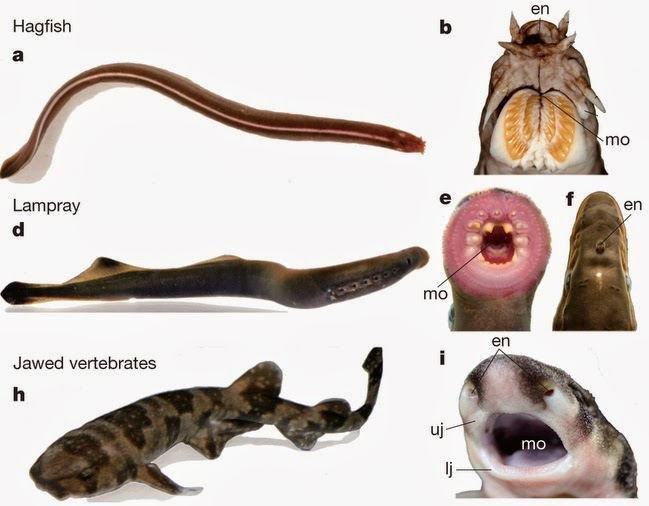 Hagfish
a
b
en
mo
Lampray
d
e
f
en
mo
Jawed vertebrates
h
i
en
uj
mo
lj